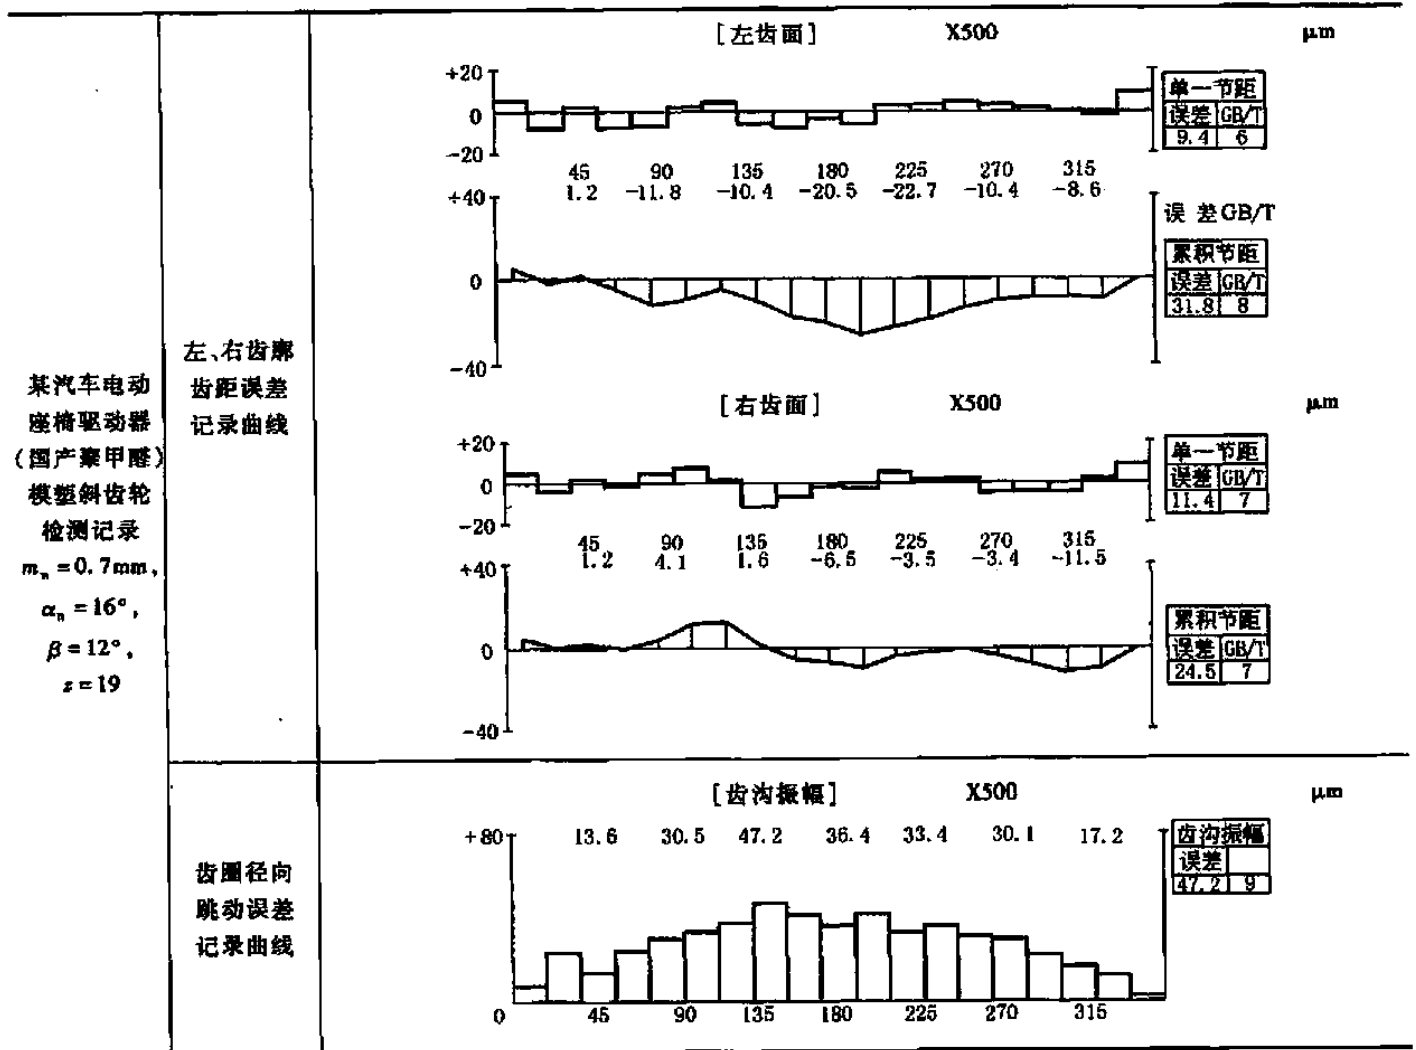 [左齿面] X500 μm
+20
0
-20
单一节距
误差 GB/T
9.4 6
45 90 135 180 225 270 315
1.2 -11.8 -10.4 -20.5 -22.7 -10.4 -8.6
+40
0
-40
误 差GB/T
累积节距
误差 GB/T
31.8 8
某汽车电动
座椅驱动器
(国产聚甲醛)
模塑斜齿轮
检测记录
mn=0.7mm,
αn=16°,
β=12°,
z=19
左、右齿廓
齿距误差
记录曲线
[右齿面] X500 μm
+20
0
-20
单一节距
误差 GB/T
11.4 7
45 90 135 180 225 270 315
1.2 4.1 1.6 -6.5 -3.5 -3.4 -11.5
+40
0
-40
累积节距
误差 GB/T
24.5 7
齿圈径向
跳动误差
记录曲线
[齿沟振幅] X500 μm
+80 13.6 30.5 47.2 36.4 33.4 30.1 17.2
齿沟振幅
误差
47.2 9
0 45 90 135 180 225 270 315